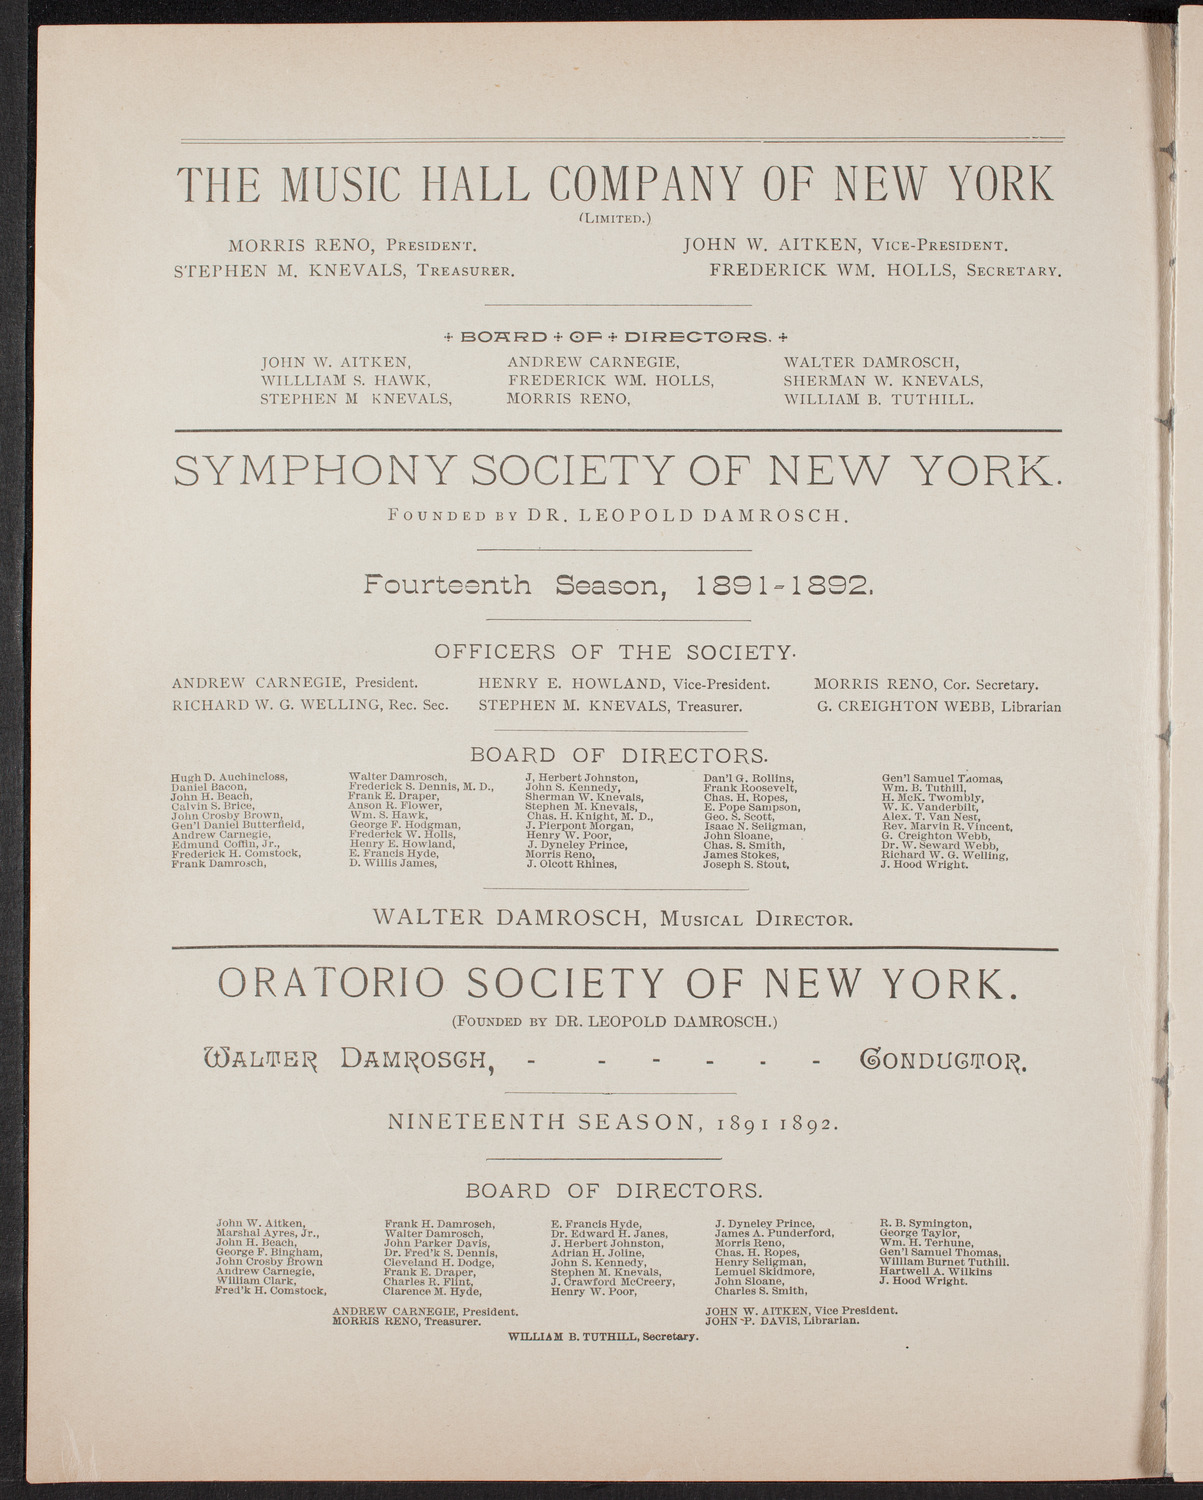 THE MUSIC HALL COMPANY OF NEW YORK
(LIMITED.)
MORRIS RENO, PRESIDENT. JOHN W. AITKEN, VICE-PRESIDENT.
STEPHEN M. KNEVALS, TREASURER. FREDERICK WM. HOLLS, SECRETARY.
BOARD OF DIRECTORS.
JOHN W. AITKEN, ANDREW CARNEGIE, WALTER DAMROSCH,
WILLLIAM S. HAWK, FREDERICK WM. HOLLS, SHERMAN W. KNEVALS,
STEPHEN M KNEVALS, MORRIS RENO, WILLIAM B. TUTHILL.
SYMPHONY SOCIETY OF NEW YORK.
FOUNDED BY DR. LEOPOLD DAMROSCH.
Fourteenth Season, 1891-1892.
OFFICERS OF THE SOCIETY.
ANDREW CARNEGIE, President. HENRY E. HOWLAND, Vice-President. MORRIS RENO, Cor. Secretary.
RICHARD W. G. WELLING, Rec. Sec. STEPHEN M. KNEVALS, Treasurer. G. CREIGHTON WEBB, Librarian
BOARD OF DIRECTORS.
Hugh D. Auchincloss, Walter Damrosch, J, Herbert Johnston, Dan'l G. Rollins, Gen'l Samuel Thomas,
Daniel Bacon, Frederick S. Dennis, M. D., John S. Kennedy, Frank Roosevelt, Wm. B. Tuthill,
John H. Beach, Frank E. Draper, Sherman W. Knevals, Chas. H. Ropes, H. McK. Twombly,
Calvin S. Brice, Anson R. Flower, Stephen M. Knevals, E. Pope Sampson, W. K. Vanderbilt,
John Crosby Brown, Wm. S. Hawk, Chas. H. Knight, M. D., Geo. S. Scott, Alex. T. Van Nest,
Gen'l Daniel Butterfield, George F. Hodgman, J. Pierpont Morgan, Isaac N. Seligman, Rev. Marvin R. Vincent,
Andrew Carnegie, Frederick W. Holls, Henry W. Poor, John Sloane, G. Creighton Webb,
Edmund Coffin, Jr., Henry E. Howland, J. Dyneley Prince, Chas. S. Smith, Dr. W. Seward Webb,
Frederick H. Comstock, E. Francis Hyde, Morris Reno, James Stokes, Richard W. G. Welling,
Frank Damrosch, D. Willis James, J. Olcott Rhines, Joseph S. Stout, J. Hood Wright.
WALTER DAMROSCH, MUSICAL DIRECTOR.
ORATORIO SOCIETY OF NEW YORK.
(FOUNDED BY DR. LEOPOLD DAMROSCH.)
WALTER DAMROSCH, - - - - - - CONDUCTOR.
NINETEENTH SEASON, 1891 1892.
BOARD OF DIRECTORS.
John W. Aitken, Frank H. Damrosch, E. Francis Hyde, J. Dyneley Prince, R. B. Symington,
Marshal Ayres, Jr., Walter Damrosch, Dr. Edward H. Janes, James A. Punderford, George Taylor,
John H. Beach, John Parker Davis, J. Herbert Johnston, Morris Reno, Wm. H. Terhune,
George F. Bingham, Dr. Fred'k S. Dennis, Adrian H. Joline, Chas. H. Ropes, Gen'l Samuel Thomas,
John Crosby Brown Cleveland H. Dodge, John S. Kennedy, Henry Seligman, William Burnet Tuthill.
Andrew Carnegie, Frank E. Draper, Stephen M. Knevals, Lemuel Skidmore, Hartwell A. Wilkins
William Clark, Charles R. Flint, J. Crawford McCreery, John Sloane, J. Hood Wright.
Fred'k H. Comstock, Clarence M. Hyde, Henry W. Poor, Charles S. Smith,
ANDREW CARNEGIE, President. JOHN W. AITKEN, Vice President.
MORRIS RENO, Treasurer. JOHN P. DAVIS, Librarian.
WILLIAM B. TUTHILL, Secretary.